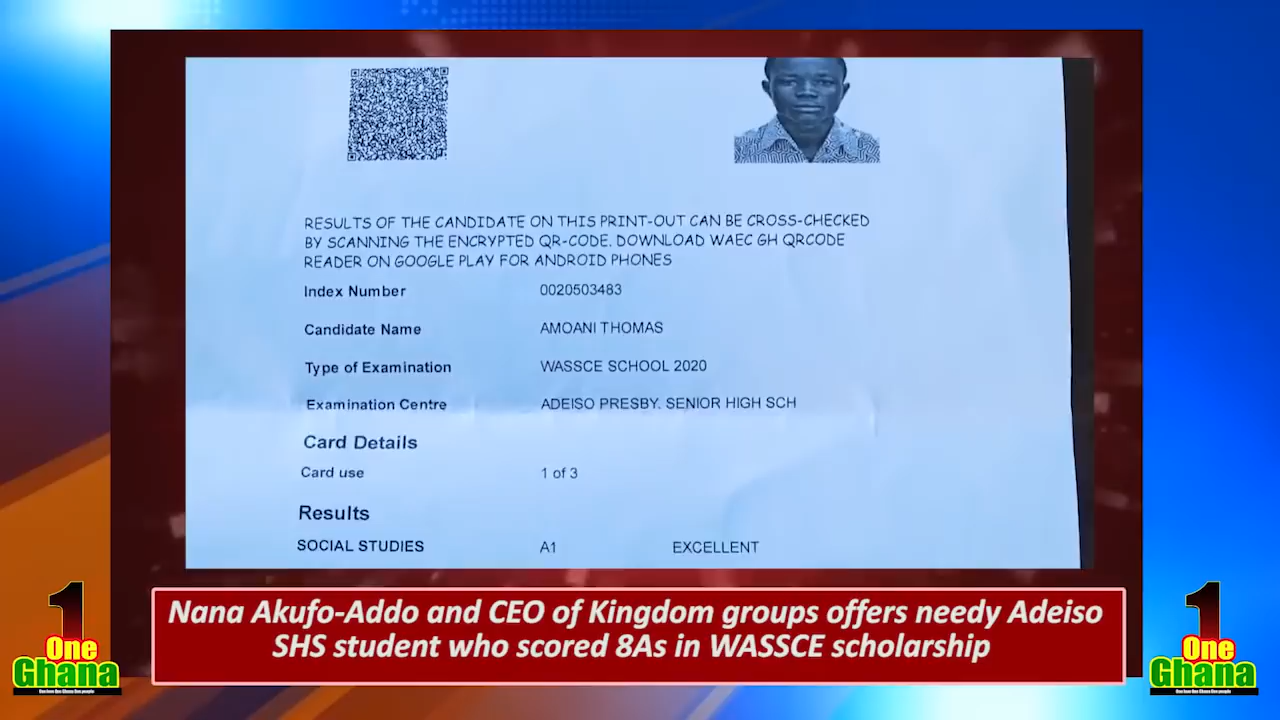 RESULTS OF THE CANDIDATE ON THIS PRINT-OUT CAN BE CROSS-CHECKED
BY SCANNING THE ENCRYPTED QR-CODE. DOWNLOAD WAEC GH QRCODE
READER ON GOOGLE PLAY FOR ANDROID PHONES
Index Number 0020503483
Candidate Name AMOANI THOMAS
Type of Examination WASSCE SCHOOL 2020
Examination Centre ADEISO PRESBY. SENIOR HIGH SCH
Card Details
Card use 1 of 3
Results
SOCIAL STUDIES A1 EXCELLENT
Nana Akufo-Addo and CEO of Kingdom groups offers needy Adeiso
SHS student who scored 8As in WASSCE scholarship
1
One
Ghana
1
One
Ghana